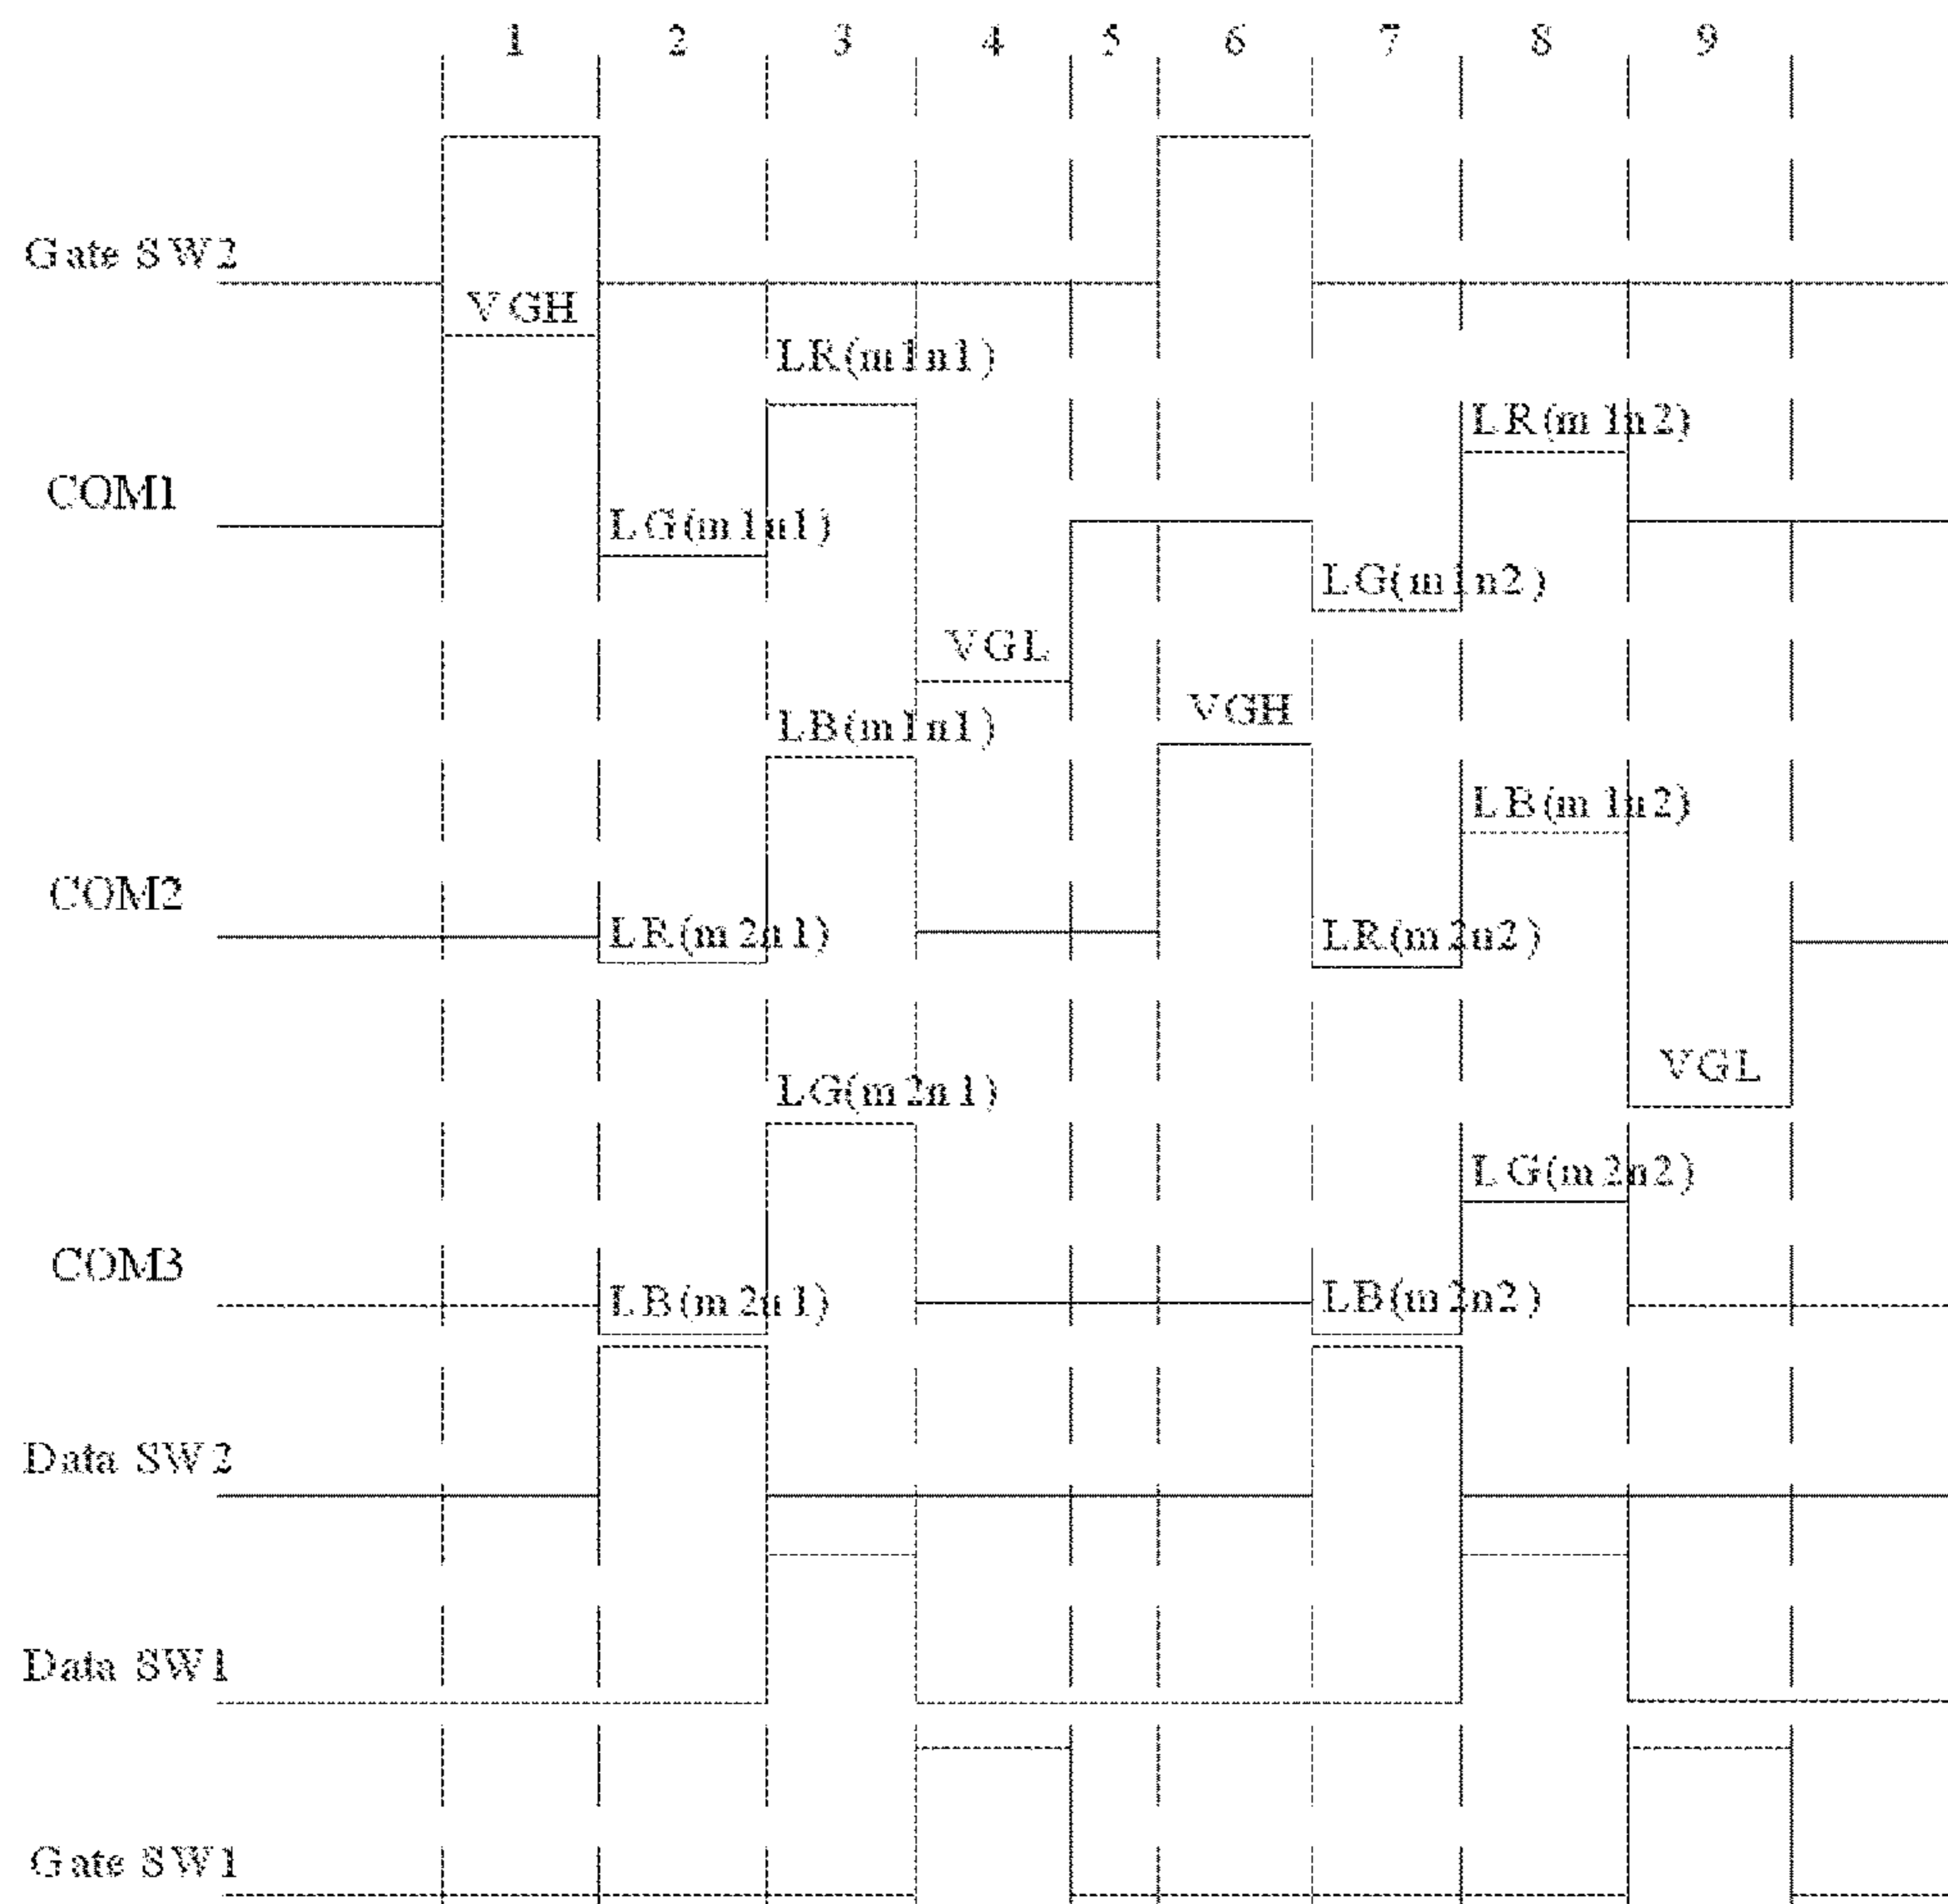 1 2 3 4 5 6 7 8 9
Gate SW2
VGH
LR(m1n1)
LR(m1n2)
COM1
LG(m1n1)
LG(m1n2)
VGL
VGH
LB(m1n1)
LB(m1n2)
COM2
LR(m2n1)
LR(m2n2)
VGL
LG(m2n1)
LG(m2n2)
COM3
LB(m2n1)
LB(m2n2)
Data SW2
Data SW1
Gate SW1